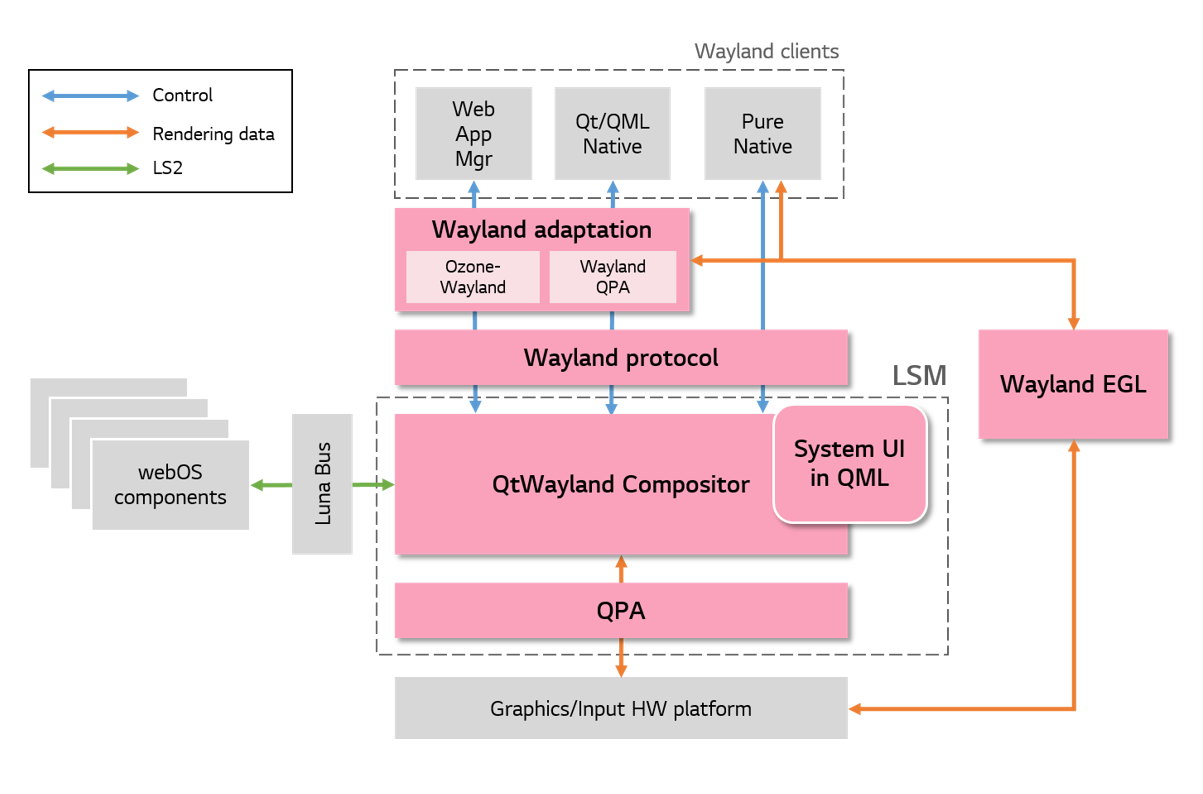 Wayland clients
Control
Rendering data
LS2
Web
App
Mgr
Qt/QML
Native
Pure
Native
Wayland adaptation
Ozone-
Wayland
Wayland
QPA
Wayland protocol
LSM
Wayland EGL
webOS
components
Luna Bus
QtWayland Compositor
System UI
in QML
QPA
Graphics/Input HW platform